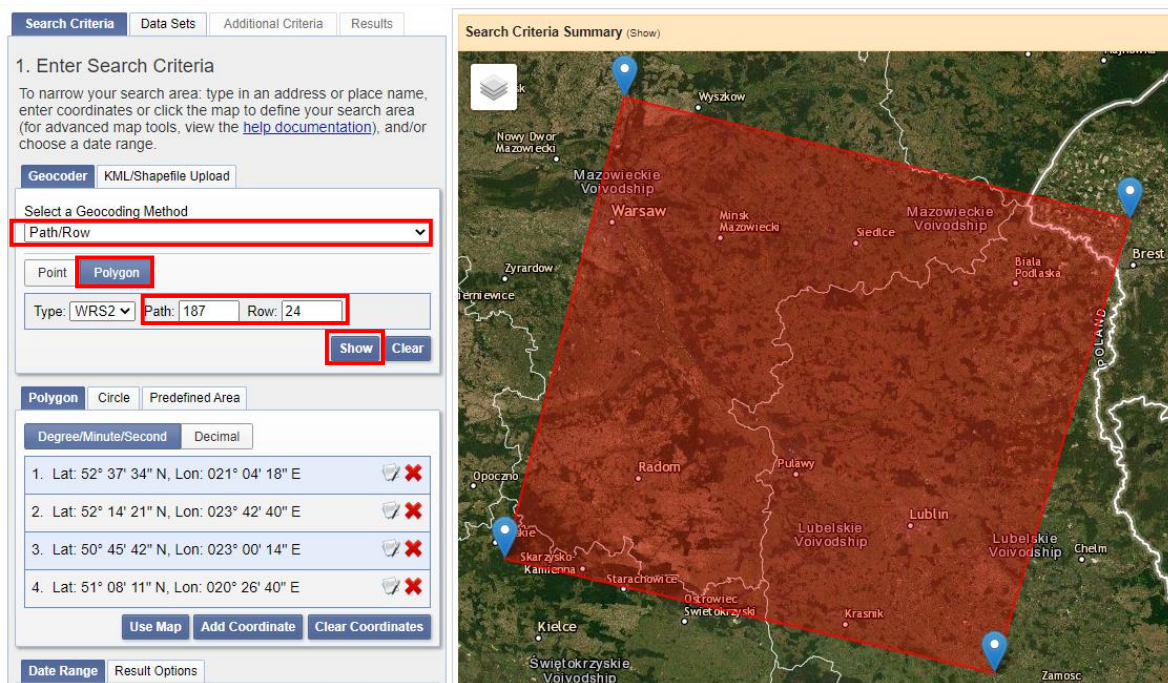 Search Criteria Data Sets Additional Criteria Results
1. Enter Search Criteria
To narrow your search area: type in an address or place name,
enter coordinates or click the map to define your search area
(for advanced map tools, view the help documentation), and/or
choose a date range.
Geocoder KML/Shapefile Upload
Select a Geocoding Method
Path/Row
Point Polygon
Type: WRS2 Path: 187 Row: 24
Show Clear
Polygon Circle Predefined Area
Degree/Minute/Second Decimal
1. Lat: 52° 37' 34" N, Lon: 021° 04' 18" E
2. Lat: 52° 14' 21" N, Lon: 023° 42' 40" E
3. Lat: 50° 45' 42" N, Lon: 023° 00' 14" E
4. Lat: 51° 08' 11" N, Lon: 020° 26' 40" E
Use Map Add Coordinate Clear Coordinates
Date Range Result Options
Search Criteria Summary (Show)
Wyszkow
Nowy Dwor
Mazowiecki
Mazowieckie
Voivodship
Warsaw
Minsk
Mazowiecki
Mazowieckie
Voivodship
Siedlce
Brest
Biala
Podlaska
Zyrardow
POLAND
Opoczno
Radom
Pulawy
Lublin
Lubelskie
Voivodship
Lubelskie
Voivodship
Chelm
Skarzysko-
Kamienna
Starachowice
Ostrowiec
Swietokrzyski
Krasnik
Kielce
Świętokrzyskie
Voivodship
Zamosc